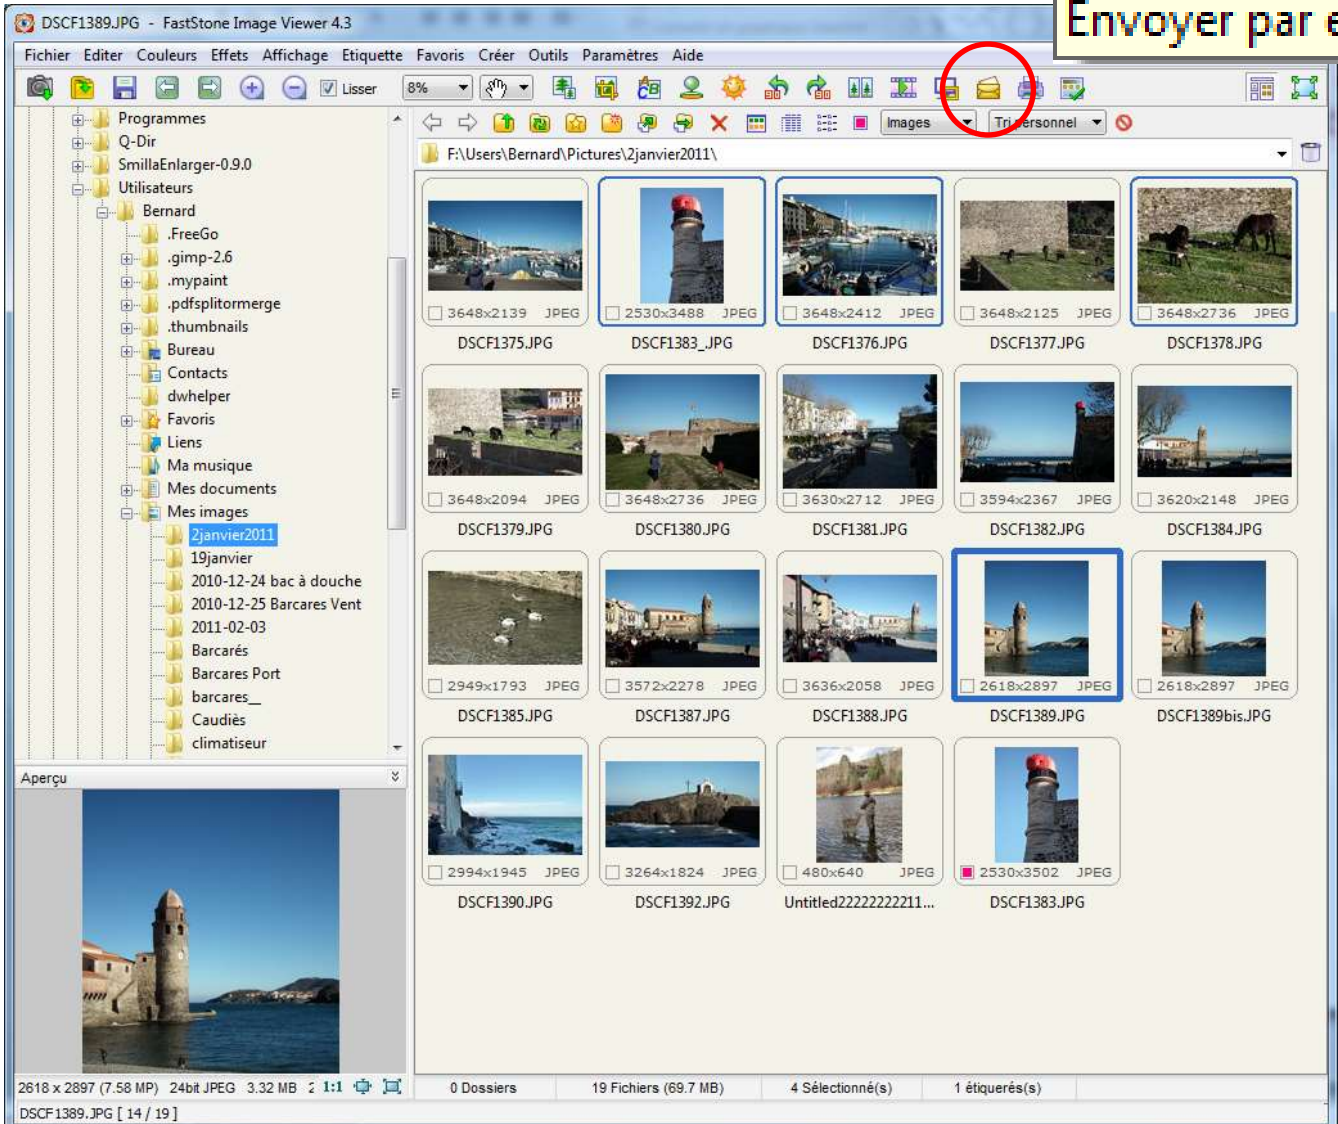 DSCF1389.JPG - FastStone Image Viewer 4.3
Envoyer par e
Fichier Editer Couleurs Effets Affichage Etiquette Favoris Créer Outils Paramètres Aide
Lisser 8%
Images Tri personnel
F:\Users\Bernard\Pictures\2janvier2011\
Programmes
Q-Dir
SmillaEnlarger-0.9.0
Utilisateurs
Bernard
.FreeGo
.gimp-2.6
.mypaint
.pdfsplitormerge
.thumbnails
Bureau
Contacts
dwhelper
Favoris
Liens
Ma musique
Mes documents
Mes images
2janvier2011
19janvier
2010-12-24 bac à douche
2010-12-25 Barcares Vent
2011-02-03
Barcarés
Barcares Port
barcares__
Caudiès
climatiseur
3648x2139 JPEG 2530x3488 JPEG 3648x2412 JPEG 3648x2125 JPEG 3648x2736 JPEG
DSCF1375.JPG DSCF1383_.JPG DSCF1376.JPG DSCF1377.JPG DSCF1378.JPG
3648x2094 JPEG 3648x2736 JPEG 3630x2712 JPEG 3594x2367 JPEG 3620x2148 JPEG
DSCF1379.JPG DSCF1380.JPG DSCF1381.JPG DSCF1382.JPG DSCF1384.JPG
2949x1793 JPEG 3572x2278 JPEG 3636x2058 JPEG 2618x2897 JPEG 2618x2897 JPEG
DSCF1385.JPG DSCF1387.JPG DSCF1388.JPG DSCF1389.JPG DSCF1389bis.JPG
2994x1945 JPEG 3264x1824 JPEG 480x640 JPEG 2530x3502 JPEG
DSCF1390.JPG DSCF1392.JPG Untitled22222222211... DSCF1383.JPG
Aperçu
2618 x 2897 (7.58 MP) 24bit JPEG 3.32 MB 2 1:1
0 Dossiers 19 Fichiers (69.7 MB) 4 Sélectionné(s) 1 étiquerés(s)
DSCF1389.JPG [ 14 / 19 ]